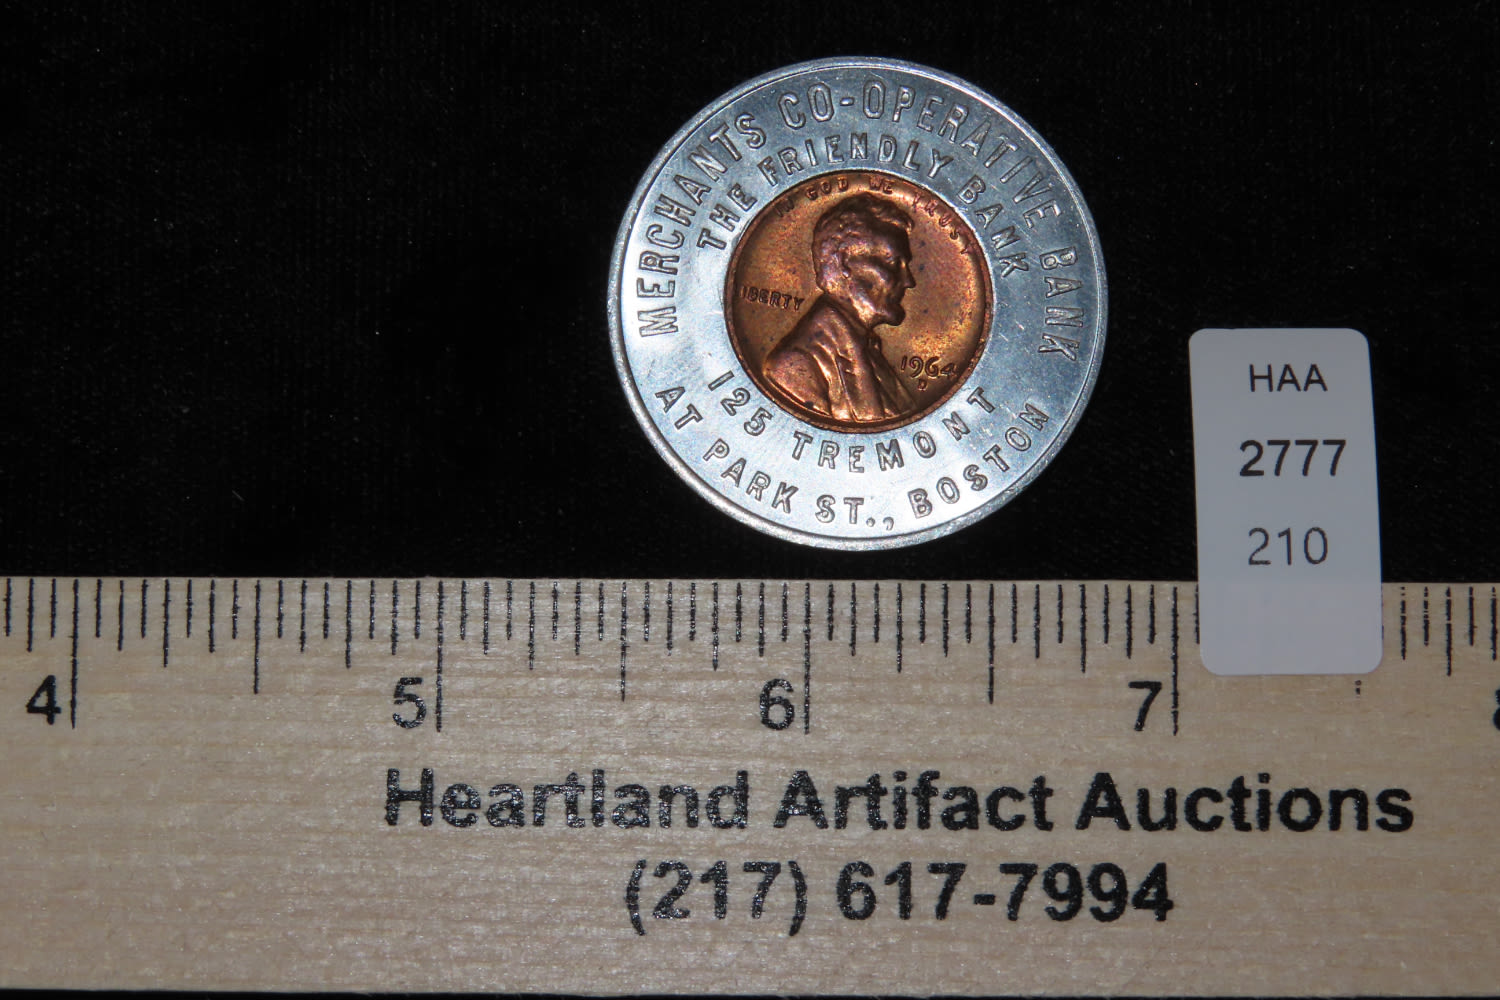 MERCHANTS CO-OPERATIVE BANK
THE FRIENDLY BANK
IN GOD WE TRUST
LIBERTY
1964
D
125 TREMONT
AT PARK ST., BOSTON
HAA
2777
210
4 5 6 7 8
Heartland Artifact Auctions
(217) 617-7994